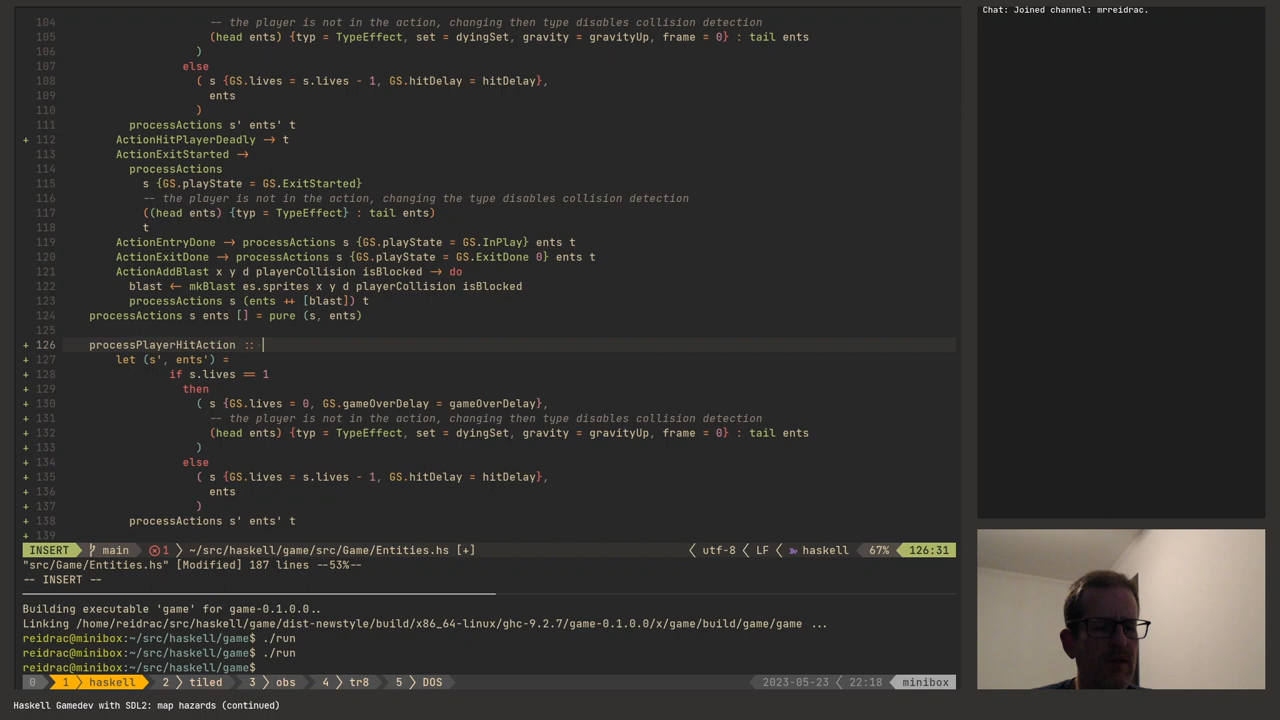 Chat: Joined channel: mrreidrac.
104 -- the player is not in the action, changing then type disables collision detection
105 (head ents) {typ = TypeEffect, set = dyingSet, gravity = gravityUp, frame = 0} : tail ents
106 )
107 else
108 ( s {GS.lives = s.lives - 1, GS.hitDelay = hitDelay},
109 ents
110 )
111 processActions s' ents' t
+ 112 ActionHitPlayerDeadly -> t
113 ActionExitStarted ->
114 processActions
115 s {GS.playState = GS.ExitStarted}
116 -- the player is not in the action, changing the type disables collision detection
117 ((head ents) {typ = TypeEffect} : tail ents)
118 t
119 ActionEntryDone -> processActions s {GS.playState = GS.InPlay} ents t
120 ActionExitDone -> processActions s {GS.playState = GS.ExitDone 0} ents t
121 ActionAddBlast x y d playerCollision isBlocked -> do
122 blast <- mkBlast es.sprites x y d playerCollision isBlocked
123 processActions s (ents ++ [blast]) t
124 processActions s ents [] = pure (s, ents)
125
+ 126 processPlayerHitAction ::
+ 127 let (s', ents') =
+ 128 if s.lives == 1
+ 129 then
+ 130 ( s {GS.lives = 0, GS.gameOverDelay = gameOverDelay},
+ 131 -- the player is not in the action, changing then type disables collision detection
+ 132 (head ents) {typ = TypeEffect, set = dyingSet, gravity = gravityUp, frame = 0} : tail ents
+ 133 )
+ 134 else
+ 135 ( s {GS.lives = s.lives - 1, GS.hitDelay = hitDelay},
+ 136 ents
+ 137 )
+ 138 processActions s' ents' t
+ 139
INSERT main 1 ~/src/haskell/game/src/Game/Entities.hs [+] utf-8 LF haskell 67% 126:31
"src/Game/Entities.hs" [Modified] 187 lines --53%--
-- INSERT --
Building executable 'game' for game-0.1.0.0..
Linking /home/reidrac/src/haskell/game/dist-newstyle/build/x86_64-linux/ghc-9.2.7/game-0.1.0.0/x/game/build/game/game ...
reidrac@minibox:~/src/haskell/game$ ./run
reidrac@minibox:~/src/haskell/game$ ./run
reidrac@minibox:~/src/haskell/game$
0 1 haskell 2 tiled 3 obs 4 tr8 5 DOS 2023-05-23 22:18 minibox
Haskell Gamedev with SDL2: map hazards (continued)